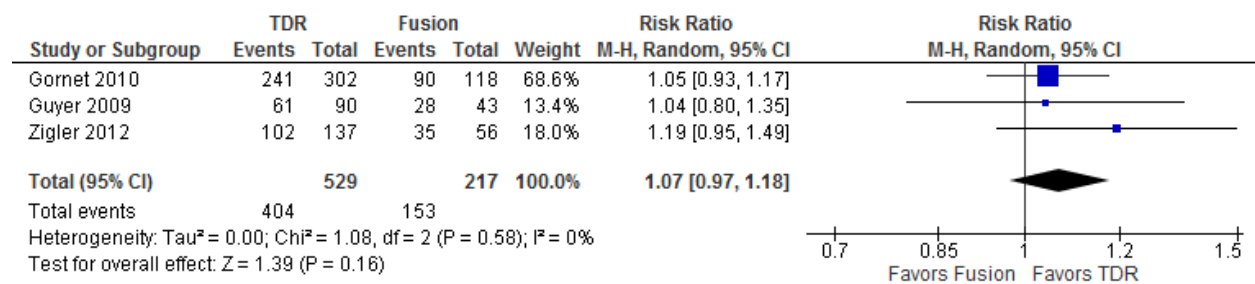 TDR Fusion Risk Ratio Risk Ratio
Study or Subgroup Events Total Events Total Weight M-H, Random, 95% CI M-H, Random, 95% CI
Gornet 2010 241 302 90 118 68.6% 1.05 [0.93, 1.17]
Guyer 2009 61 90 28 43 13.4% 1.04 [0.80, 1.35]
Zigler 2012 102 137 35 56 18.0% 1.19 [0.95, 1.49]
Total (95% CI) 529 217 100.0% 1.07 [0.97, 1.18]
Total events 404 153
Heterogeneity: Tau² = 0.00; Chi² = 1.08, df = 2 (P = 0.58); I² = 0%
Test for overall effect: Z = 1.39 (P = 0.16)
0.7 0.85 1 1.2 1.5
Favors Fusion Favors TDR